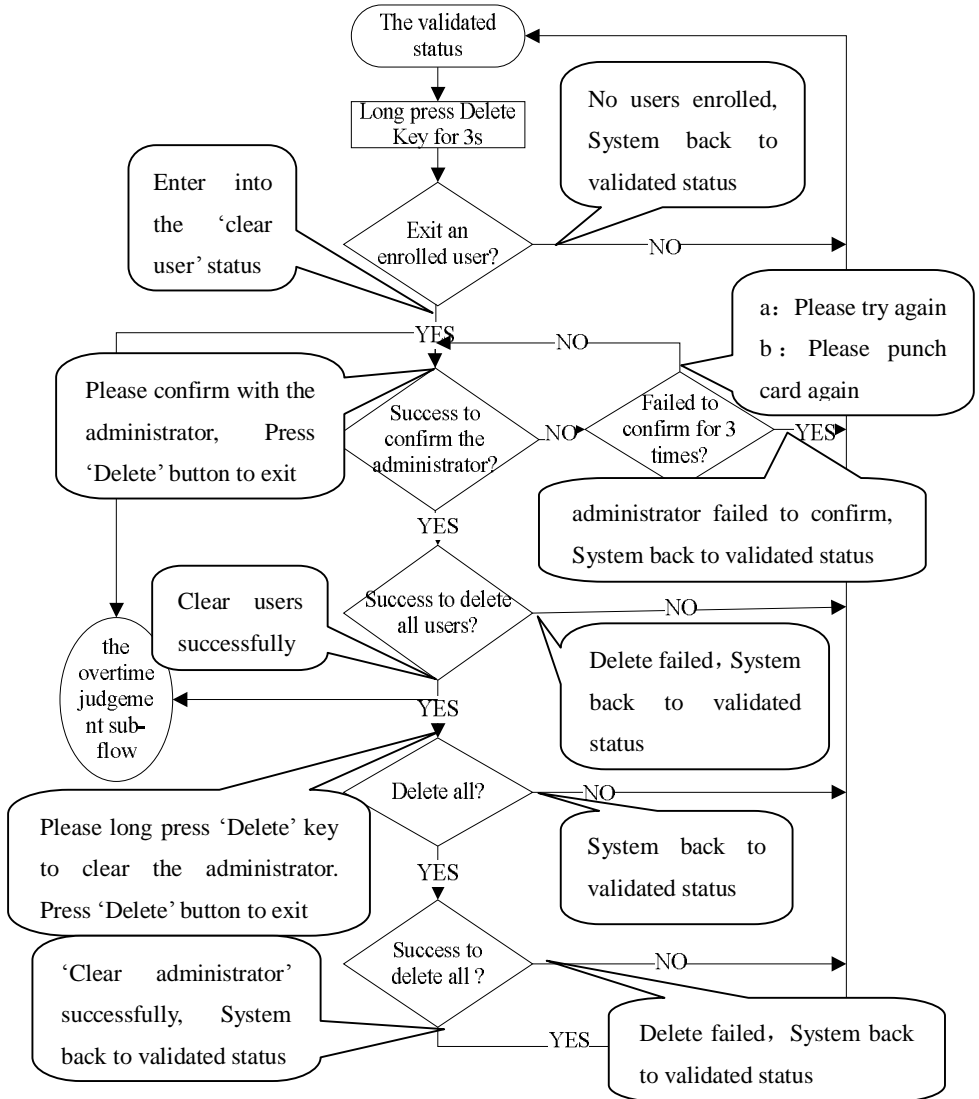 The validated
status
Long press Delete
Key for 3s
No users enrolled,
System back to
validated status
Enter into
the ‘clear
user’ status
Exit an
enrolled user?
NO
YES
a：Please try again
b ：Please punch
card again
NO
Please confirm with the
administrator, Press
‘Delete’ button to exit
Success to
confirm the
administrator?
NO
Failed to
confirm for 3
times?
YES
administrator failed to confirm,
System back to validated status
YES
Clear users
successfully
Success to delete
all users?
NO
Delete failed，System
back to validated
status
the
overtime
judgeme
nt sub-
flow
YES
Please long press ‘Delete’ key
to clear the administrator.
Press ‘Delete’ button to exit
Delete all?
NO
System back to
validated status
YES
‘Clear administrator’
successfully, System
back to validated status
Success to
delete all ?
NO
YES
Delete failed，System back
to validated status